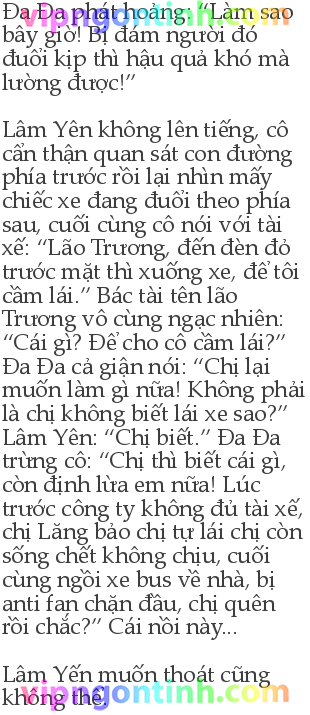 Đa Đa phát hoảng: “Làm sao
vipngontinh.com
bây giờ! Bị đám người đó
đuổi kịp thì hậu quả khó mà
lường được!”
Lâm Yên không lên tiếng, cô
cẩn thận quan sát con đường
phía trước rồi lại nhìn mấy
chiếc xe đang đuổi theo phía
sau, cuối cùng cô nói với tài
xế: “Lão Trương, đến đèn đỏ
trước mặt thì xuống xe, để tôi
cầm lái.” Bác tài tên lão
Trương vô cùng ngạc nhiên:
“Cái gì? Để cho cô cầm lái?”
Đa Đa cả giận nói: “Chị lại
muốn làm gì nữa! Không phải
là chị không biết lái xe sao?”
Lâm Yên: “Chị biết.” Đa Đa
trừng cô: “Chị thì biết cái gì,
còn định lừa em nữa! Lúc
trước công ty không đủ tài xế,
chị Lăng bảo chị tự lái chị còn
sống chết không chịu, cuối
cùng ngồi xe bus về nhà, bị
anti fan chặn đầu, chị quên
rồi chắc?” Cái nồi này...
Lâm Yến muốn thoát cũng
vipngontinh.com
không thể.